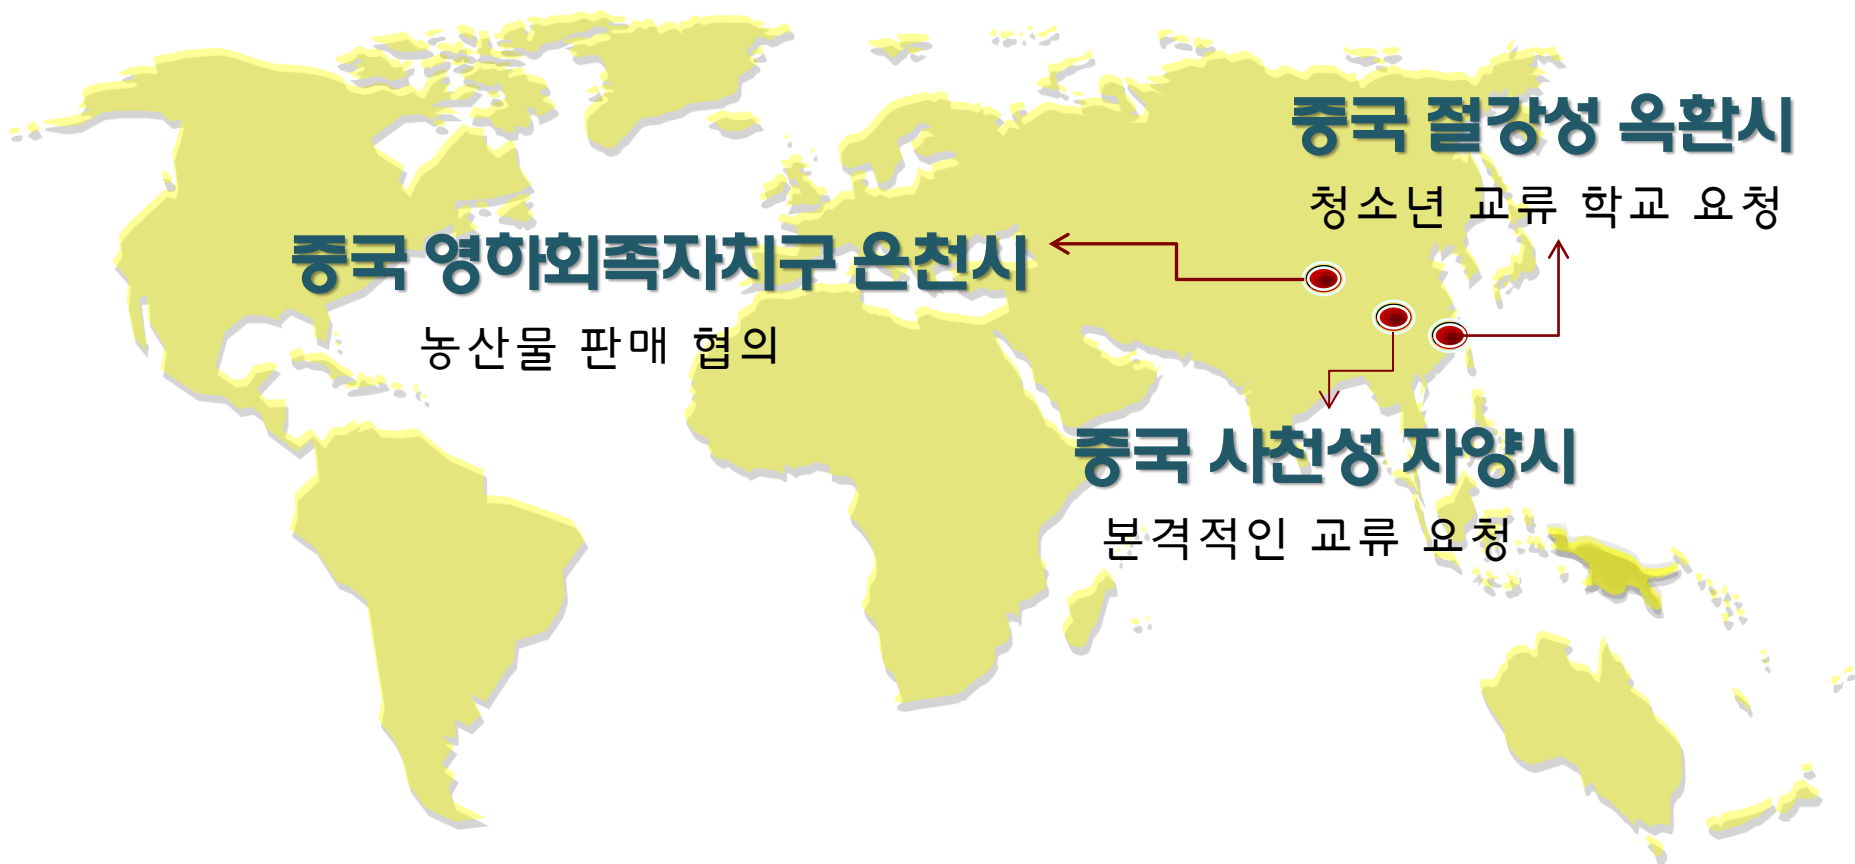 중국 절강성 옥환시
청소년 교류 학교 요청
중국 영하회족자치구 은천시
농산물 판매 협의
중국 사천성 자양시
본격적인 교류 요청